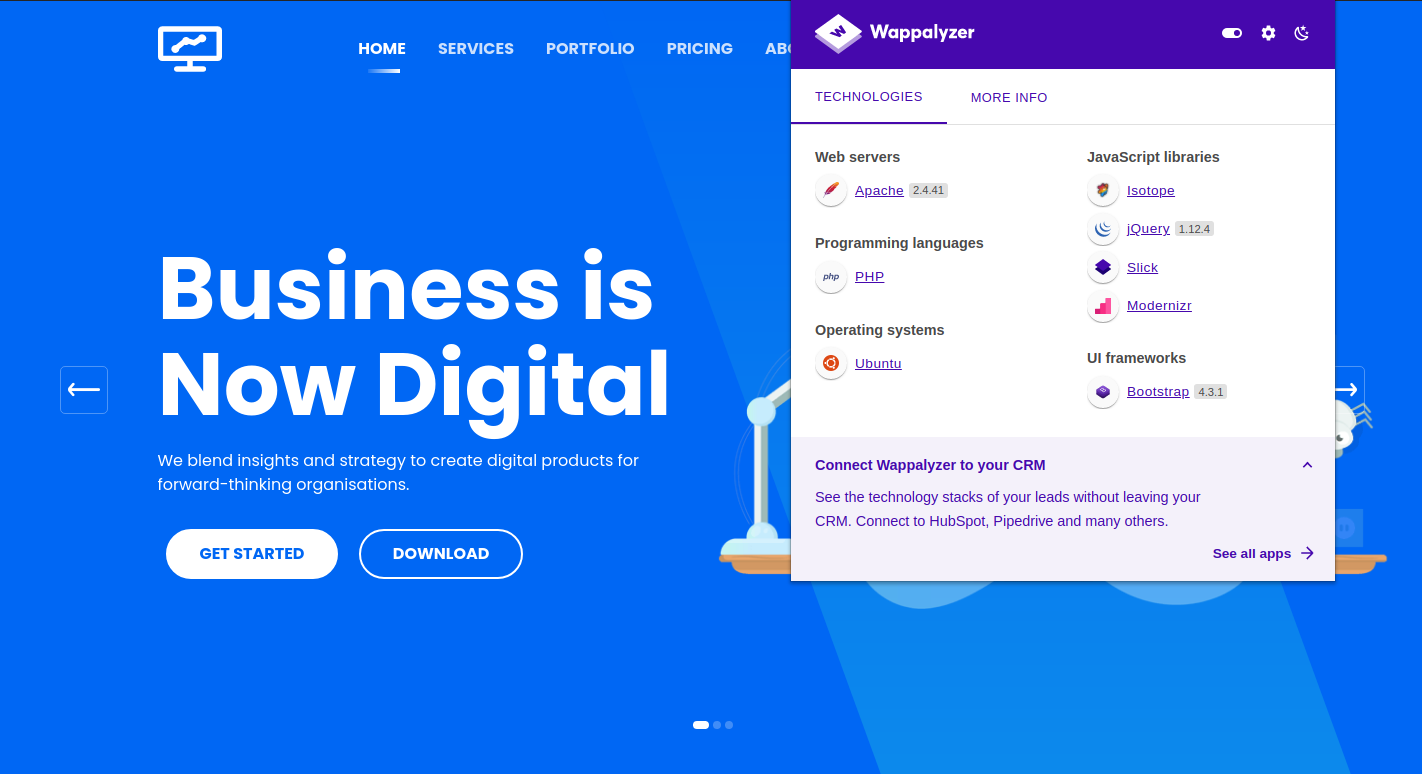 HOME
SERVICES
PORTFOLIO
PRICING
Business is
Now Digital
We blend insights and strategy to create digital products for
forward-thinking organisations.
GET STARTED
DOWNLOAD
Wappalyzer
TECHNOLOGIES
MORE INFO
Web servers
Apache 2.4.41
Programming languages
php PHP
Operating systems
Ubuntu
JavaScript libraries
Isotope
jQuery 1.12.4
Slick
Modernizr
UI frameworks
Bootstrap 4.3.1
Connect Wappalyzer to your CRM
See the technology stacks of your leads without leaving your
CRM. Connect to HubSpot, Pipedrive and many others.
See all apps